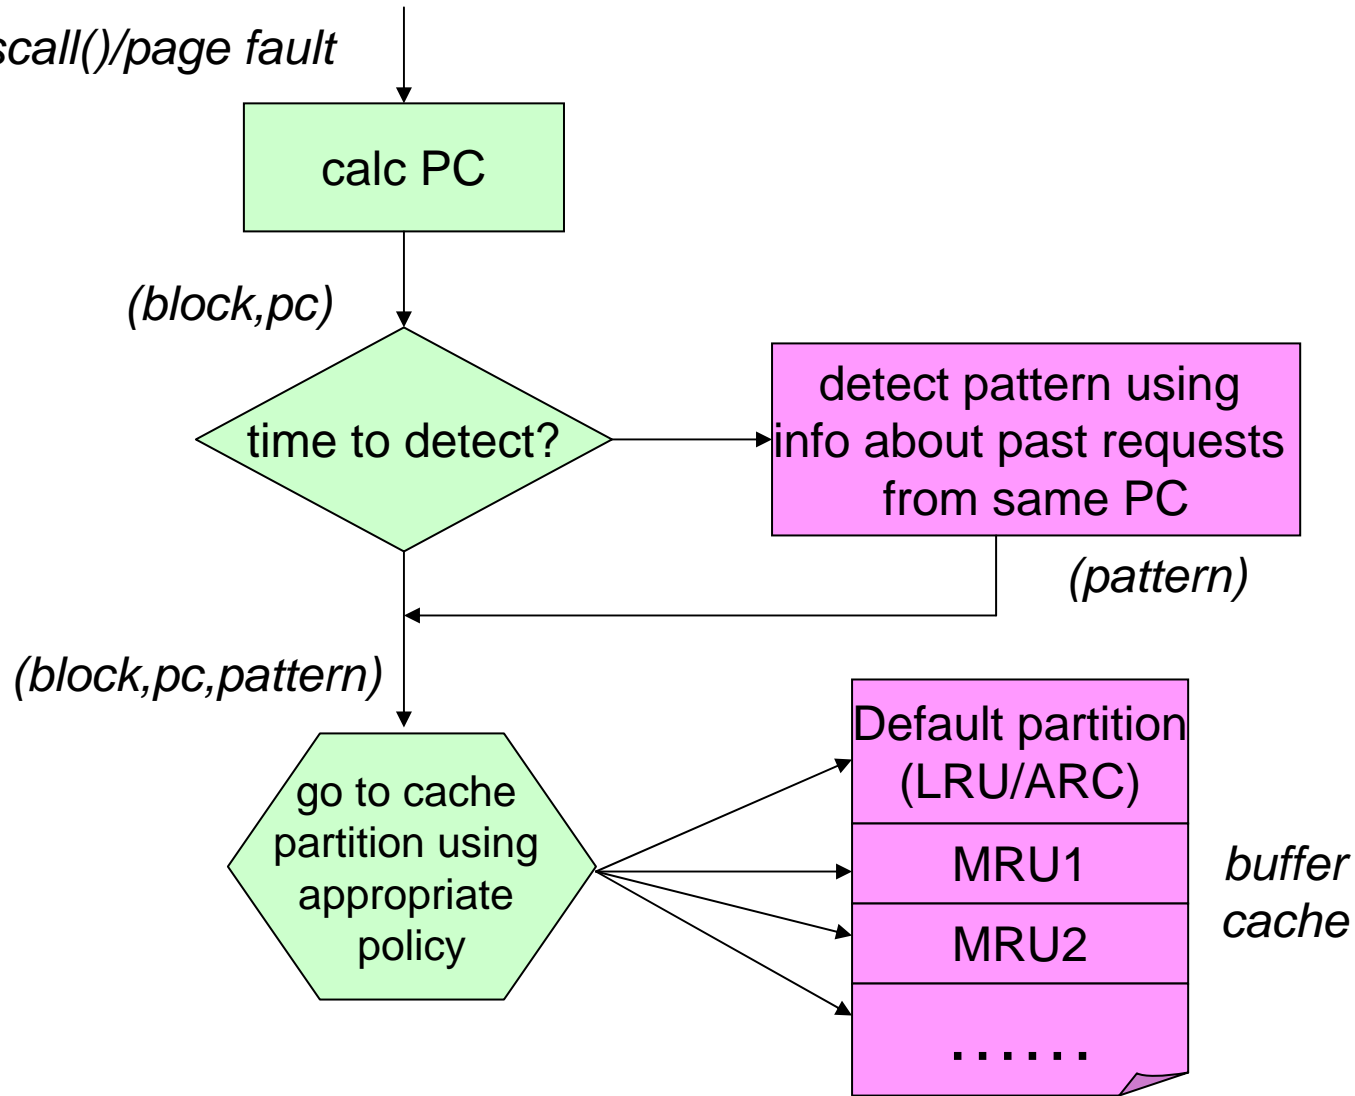 scall()/page fault
calc PC
(block,pc)
time to detect?
detect pattern using
info about past requests
from same PC
(pattern)
(block,pc,pattern)
go to cache
partition using
appropriate
policy
Default partition
(LRU/ARC)
MRU1
MRU2
......
buffer
cache